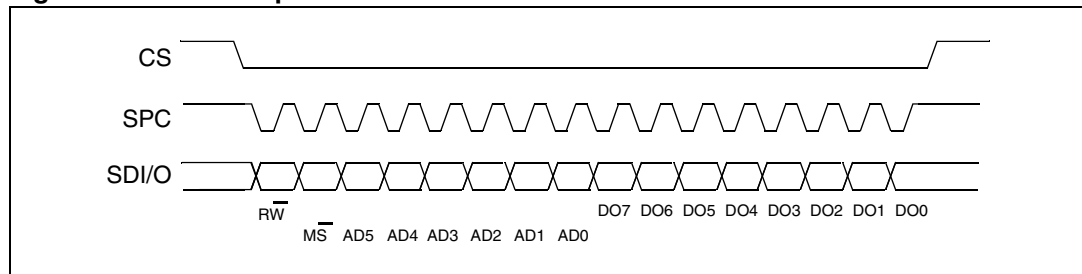 CS
SPC
SDI/O
RW̅ DO7 DO6 DO5 DO4 DO3 DO2 DO1 DO0
MS̅ AD5 AD4 AD3 AD2 AD1 AD0